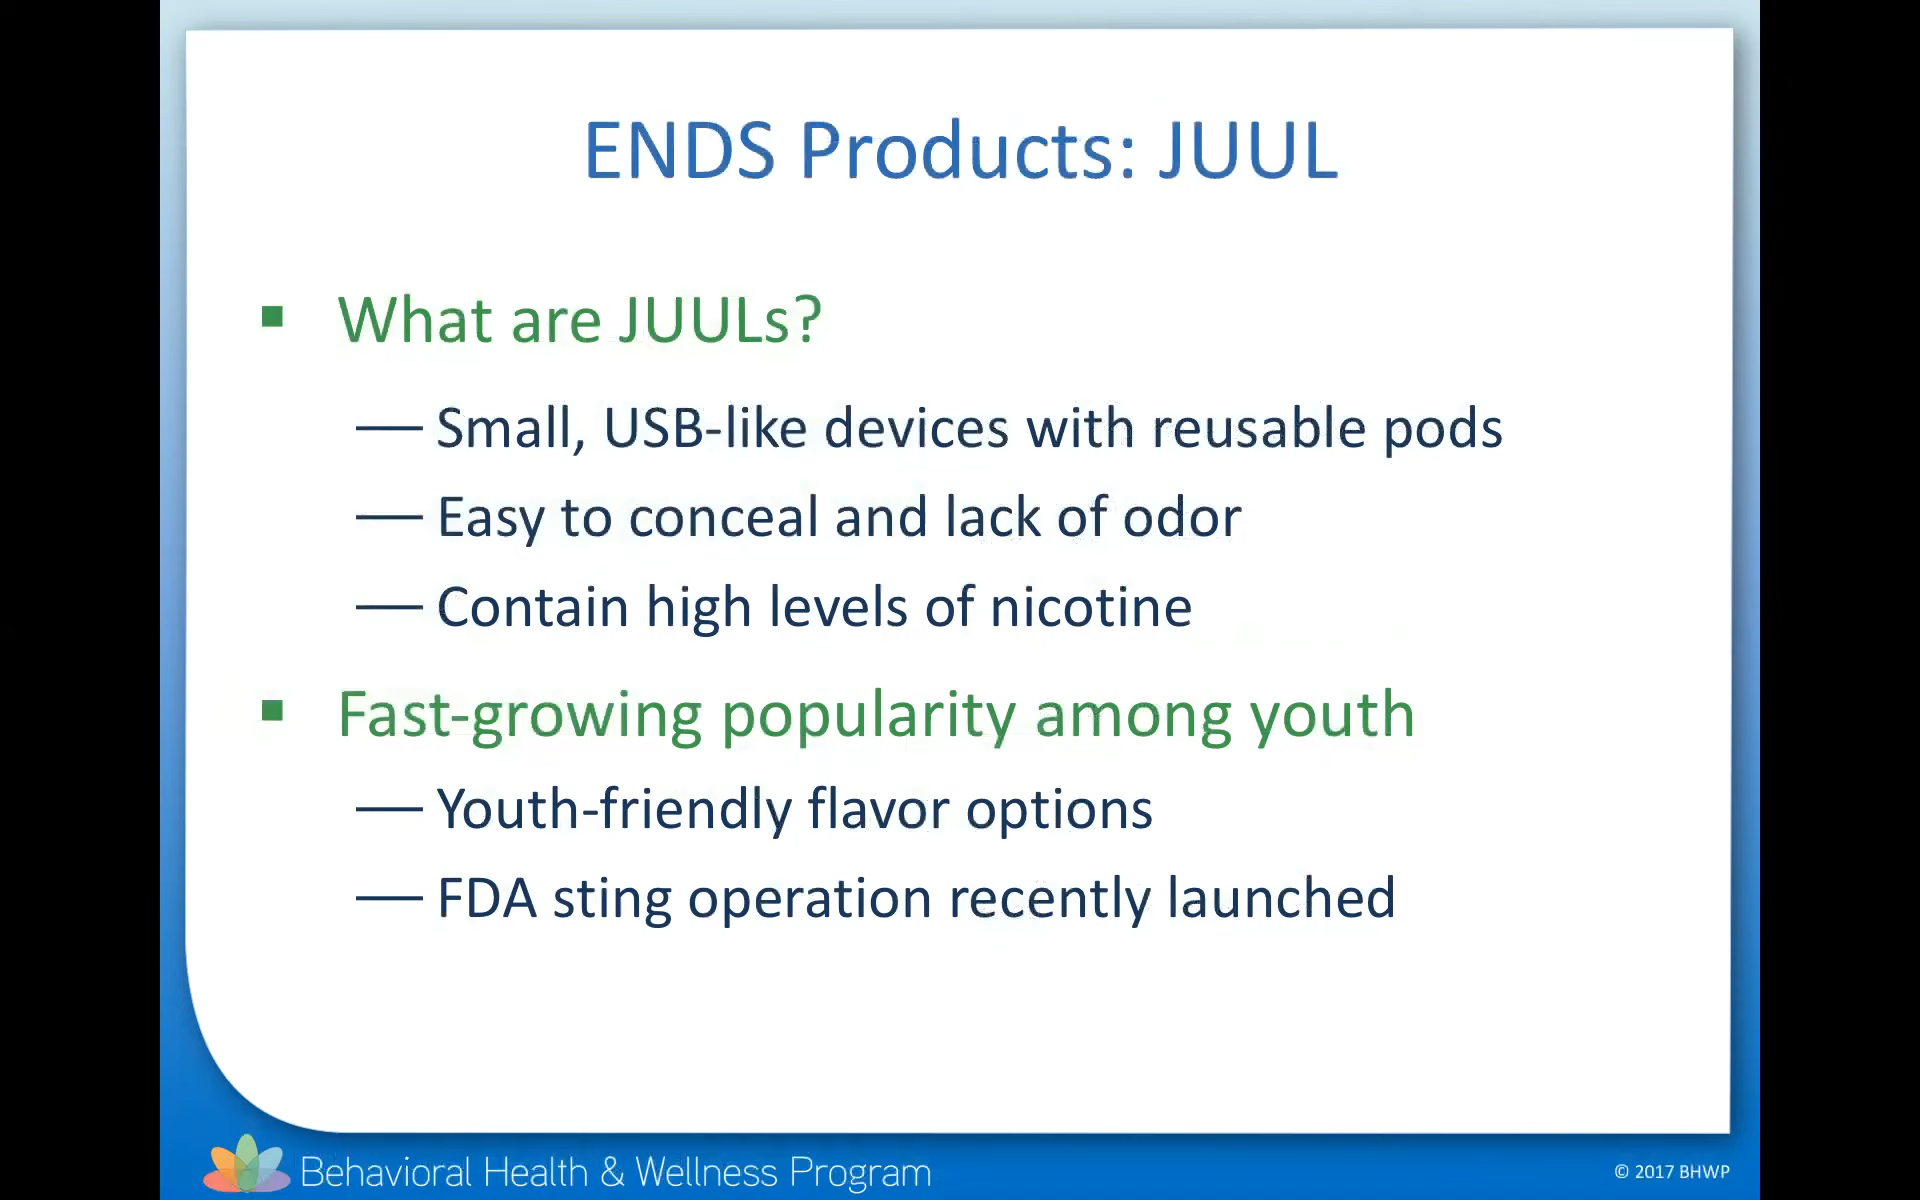 ENDS Products: JUUL
▪ What are JUULs?
— Small, USB-like devices with reusable pods
— Easy to conceal and lack of odor
— Contain high levels of nicotine
▪ Fast-growing popularity among youth
— Youth-friendly flavor options
— FDA sting operation recently launched
Behavioral Health & Wellness Program
© 2017 BHWP